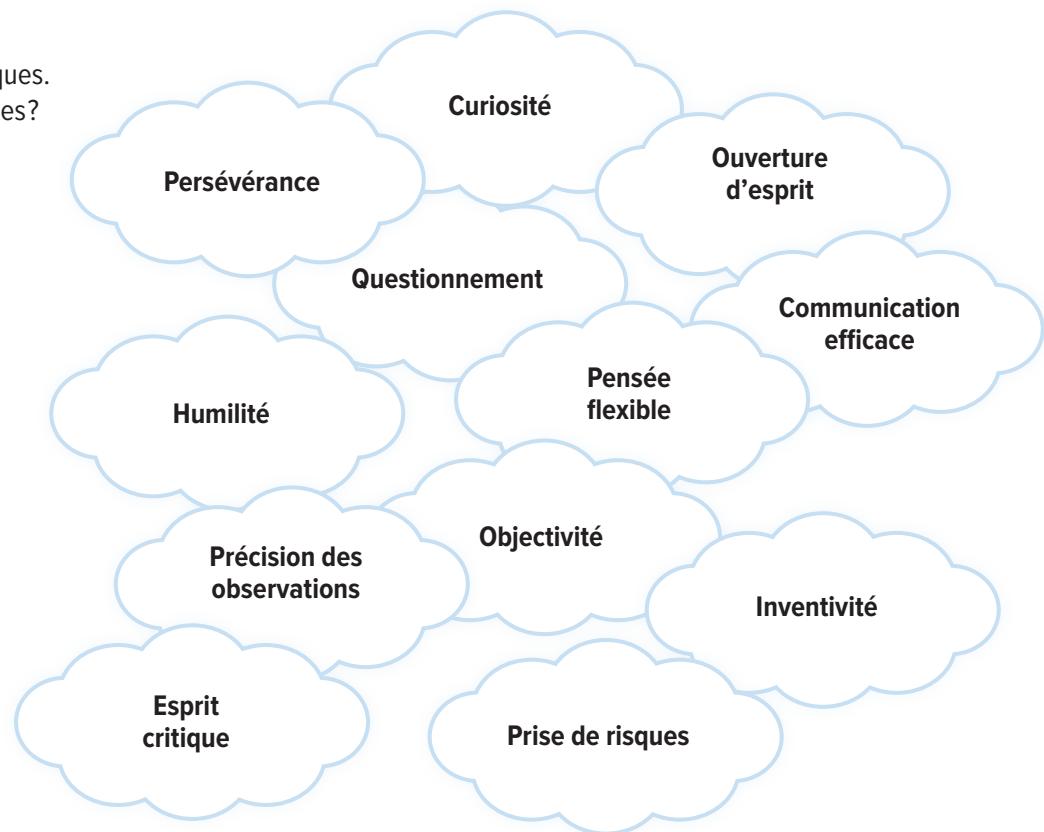 ques.
es?
Curiosité
Ouverture
d'esprit
Persévérance
Questionnement
Communication
efficace
Pensée
flexible
Humilité
Objectivité
Précision des
observations
Inventivité
Esprit
critique
Prise de risques